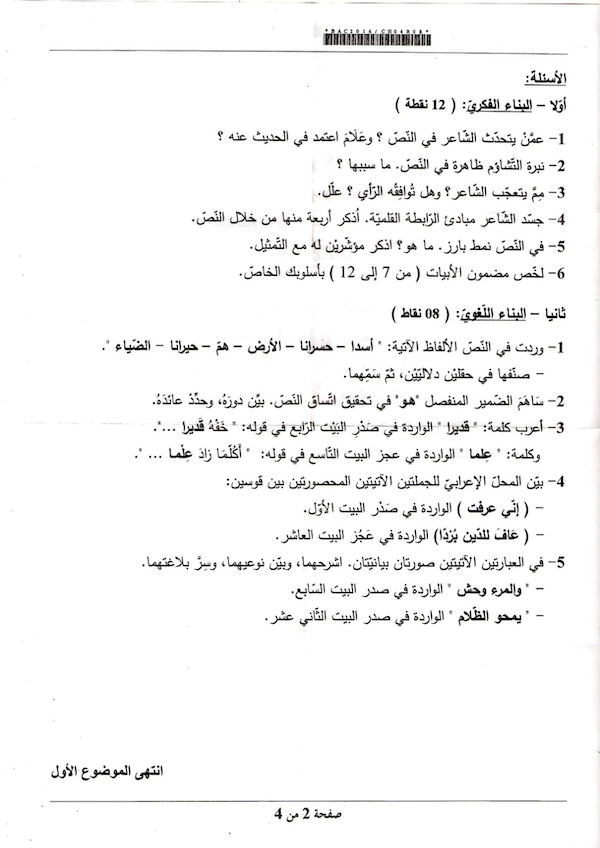 *BAC2016/CH04R08*
الأسئلة:
أوّلا – البناء الفكريّ: ( 12 نقطة )
1- عمَّنْ يتحدّث الشّاعر في النّصّ ؟ وعَلَامَ اعتمد في الحديث عنه ؟
2- نبرة التّشاؤم ظاهرة في النّصّ. ما سببها ؟
3- مِمَّ يتعجّب الشّاعر؟ وهل تُوافِقُه الرّأي ؟ علّل.
4- جسّد الشّاعر مبادئ الرّابطة القلميّة. اُذكر أربعة منها من خلال النّصّ.
5- في النّصّ نمط بارز. ما هو؟ اذكر مؤشّريْن له مع التّمثيل.
6- لخّص مضمون الأبيات ( من 7 إلى 12 ) بأسلوبك الخاصّ.
ثانيا – البناء اللّغويّ: ( 08 نقاط )
1- وردت في النّصّ الألفاظ الآتية: " أسدا – حسرانا – الأرض – همّ – حيرانا – الضّياء ".
– صنّفها في حقليْن دلاليّيْن، ثمّ سَمِّهما.
2- سَاهَمَ الضّمير المنفصل "هو" في تحقيق اتّساق النّصّ. بيِّن دورَهُ، وحدِّدْ عائدَهُ.
3- أعرب كلمة: " قديرا " الواردة في صَدْرِ البَيْت الرّابع في قوله: " خَفْهُ قَديرا ...".
وكلمة: " عِلما " الواردة في عجز البيت التّاسع في قوله: " أَكُلَّمَا زادَ عِلْما ... ".
4- بيّن المحلّ الإعرابيّ للجملتين الآتيتين المحصورتين بين قوسين:
– ( إنّي عرفت ) الواردة في صَدْر البيت الأوّل.
– ( عَافَ للدّين بُرْدًا) الواردة في عَجُز البيت العاشر.
5- في العبارتين الآتيتين صورتان بيانيّتان. اشرحهما، وبيّن نوعيهما، وسِرَّ بلاغتهما.
– " والمرء وحش " الواردة في صدر البيت السّابع.
– " يمحو الظّلام " الواردة في صدر البيت الثّاني عشر.
انتهى الموضوع الأول
صفحة 2 من 4